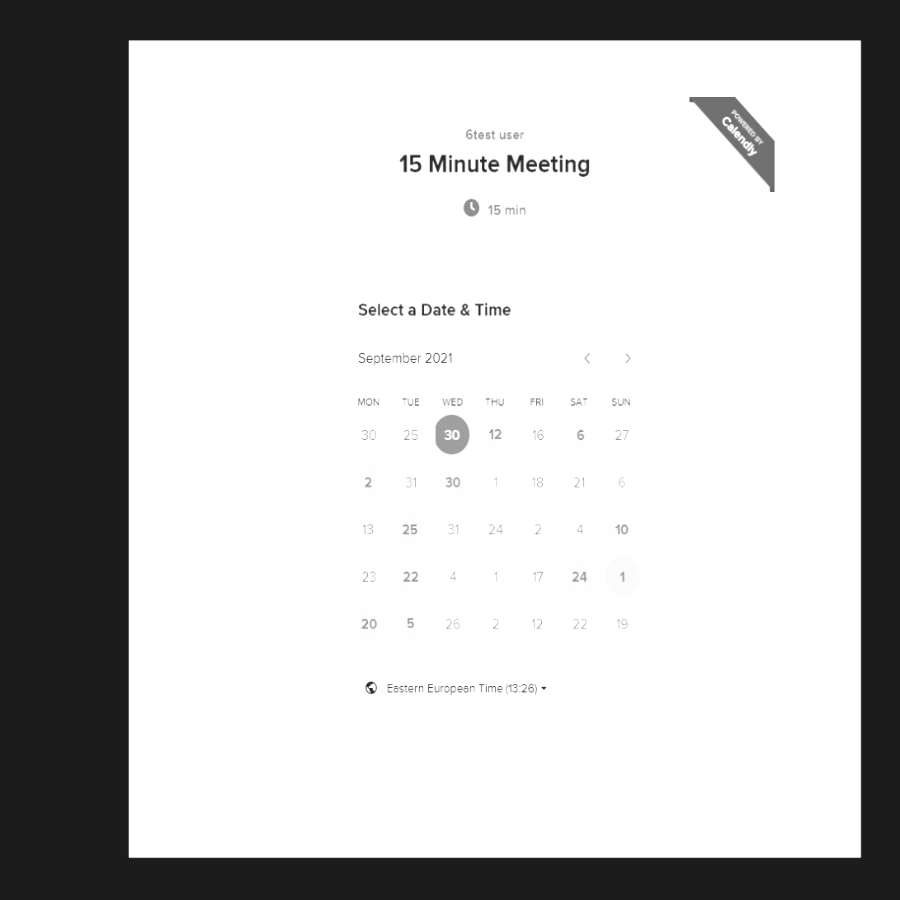 POWERED BY
Calendly
6test user
15 Minute Meeting
15 min
Select a Date & Time
September 2021
MON TUE WED THU FRI SAT SUN
30 25 30 12 16 6 27
2 31 30 1 18 21 6
13 25 31 24 2 4 10
23 22 4 1 17 24 1
20 5 26 2 12 22 19
Eastern European Time (13:26)